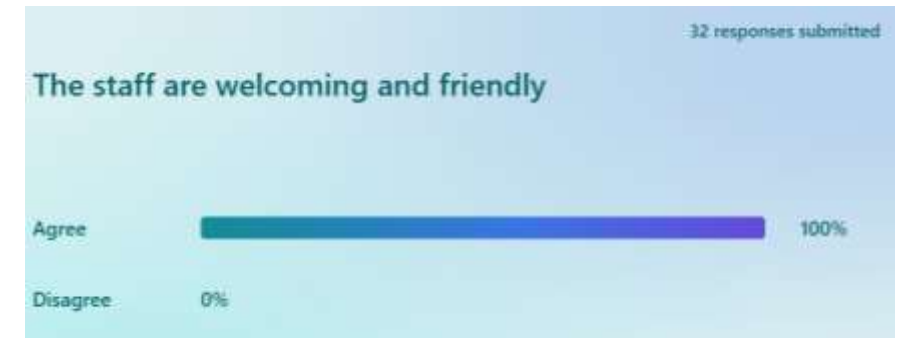 32 responses submitted
The staff are welcoming and friendly
Agree 100%
Disagree 0%